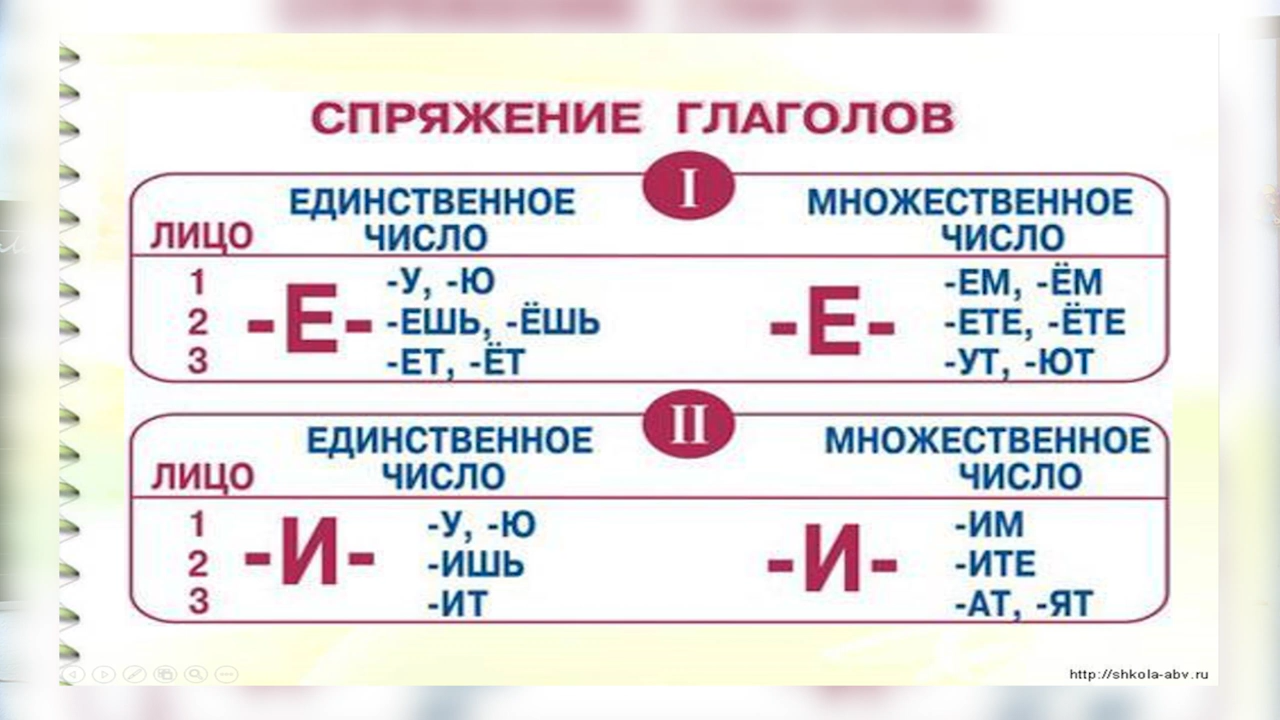 СПРЯЖЕНИЕ ГЛАГОЛОВ
I
ЛИЦО ЕДИНСТВЕННОЕ ЧИСЛО МНОЖЕСТВЕННОЕ ЧИСЛО
1 -У, -Ю -ЕМ, -ЁМ
2 -Е- -ЕШЬ, -ЁШЬ -Е- -ЕТЕ, -ЁТЕ
3 -ЕТ, -ЁТ -УТ, -ЮТ
II
ЛИЦО ЕДИНСТВЕННОЕ ЧИСЛО МНОЖЕСТВЕННОЕ ЧИСЛО
1 -У, -Ю -ИМ
2 -И- -ИШЬ -И- -ИТЕ
3 -ИТ -АТ, -ЯТ
http://shkola-abv.ru